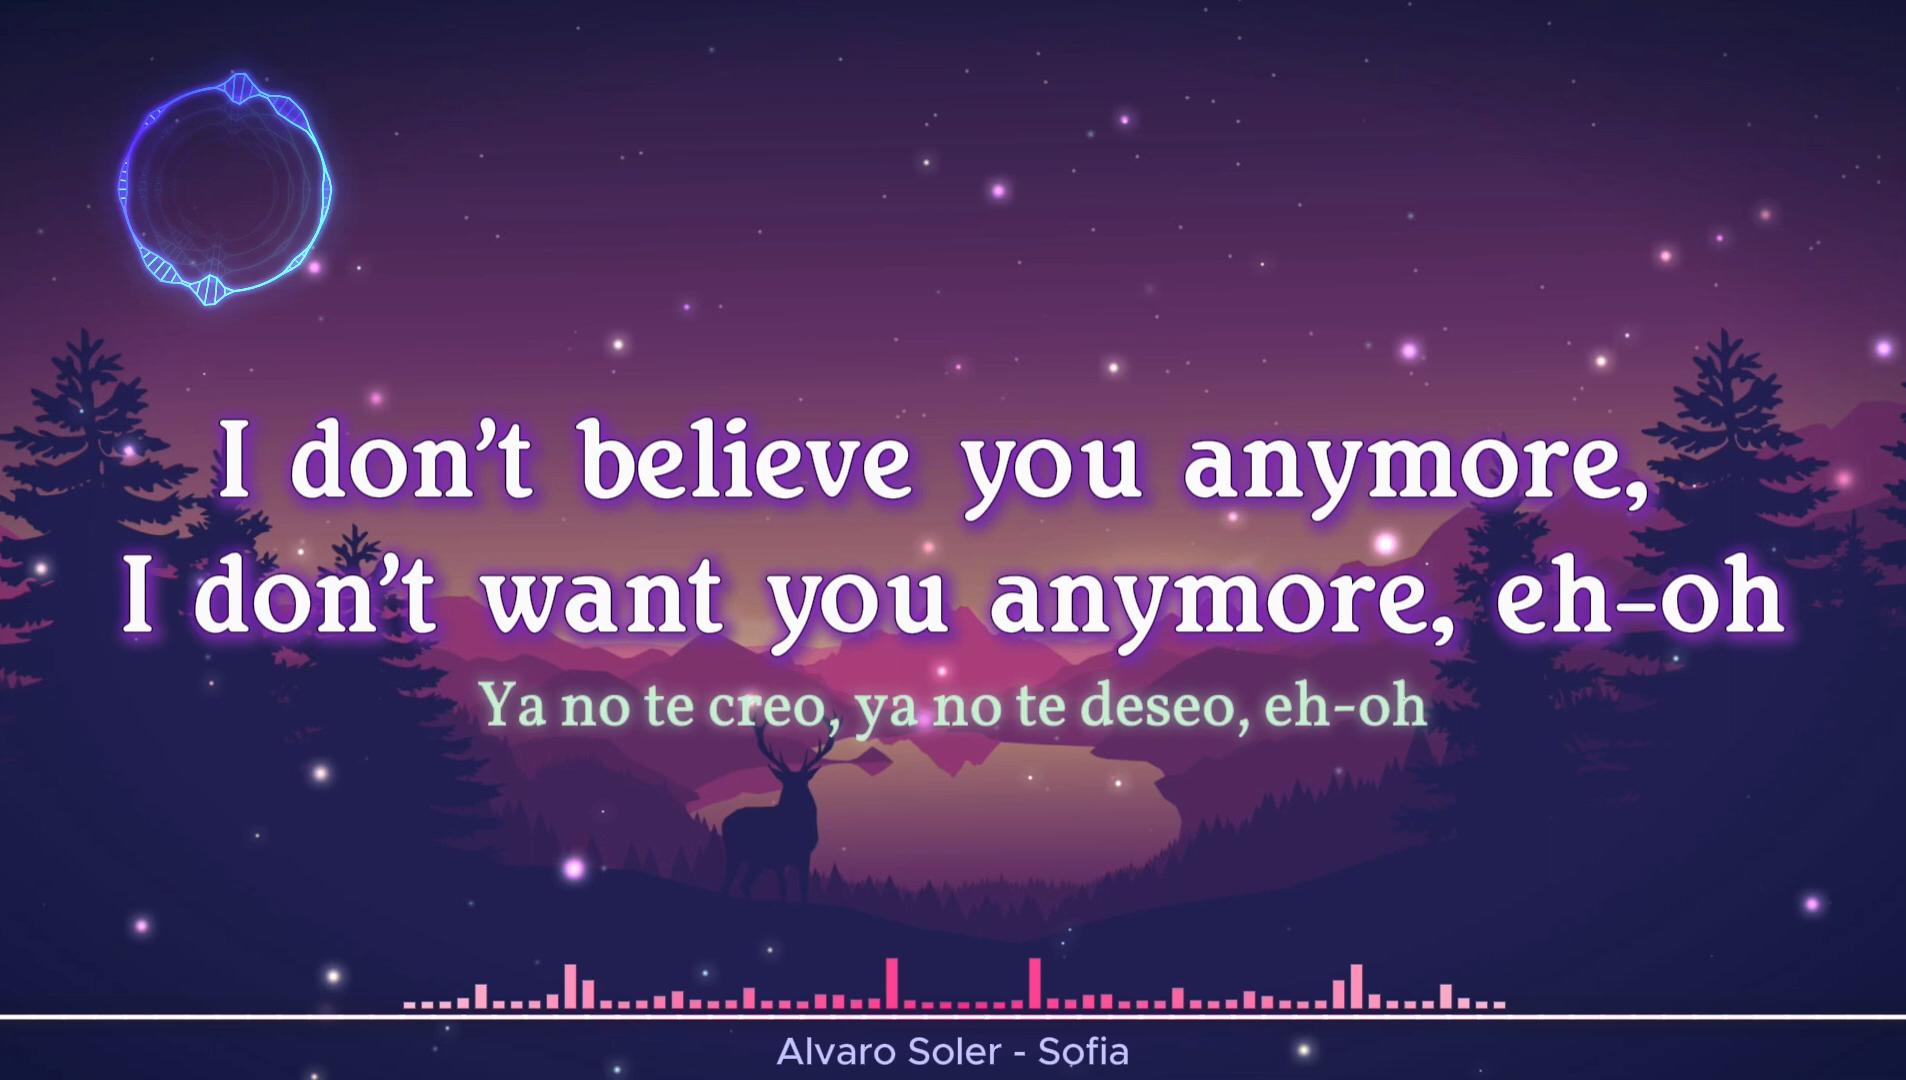 I don't believe you anymore,
I don't want you anymore, eh-oh
Ya no te creo, ya no te deseo, eh-oh
Alvaro Soler - Sofia